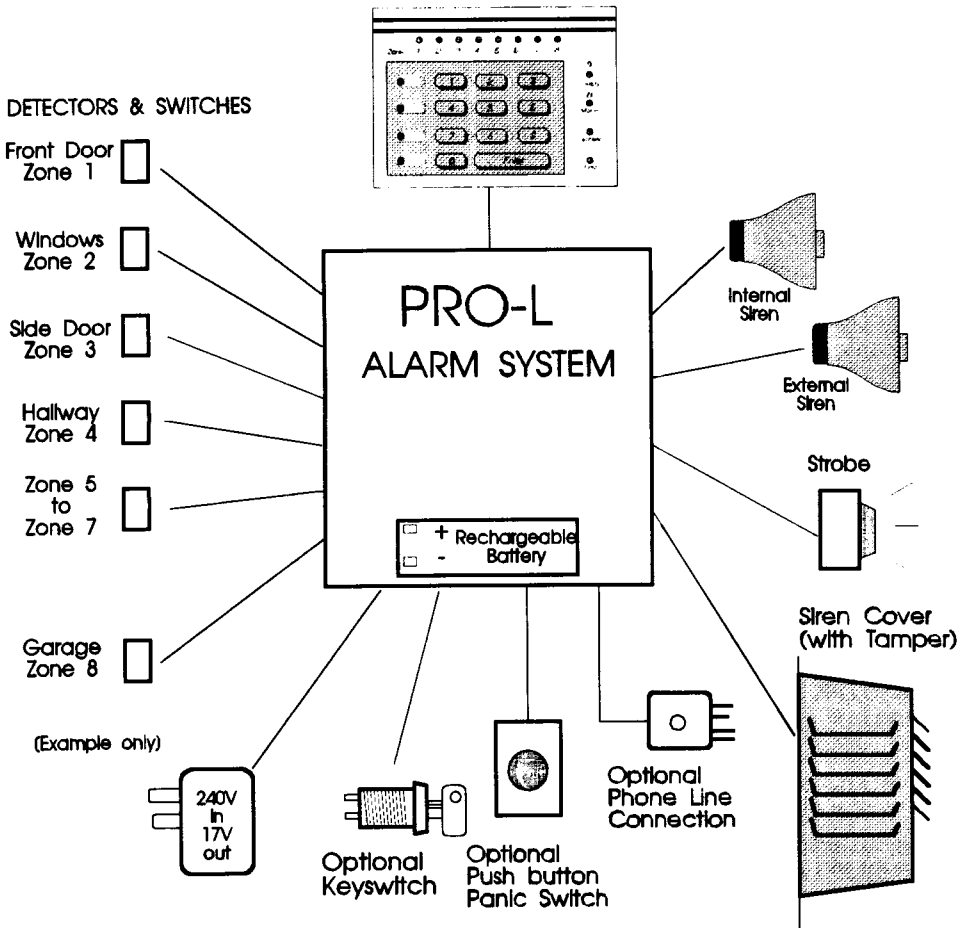 DETECTORS & SWITCHES
Front Door
Zone 1
Windows
Zone 2
Side Door
Zone 3
Hallway
Zone 4
Zone 5
to
Zone 7
Garage
Zone 8
(Example only)
PRO-L
ALARM SYSTEM
+ Rechargeable
- Battery
Internal
Siren
External
Siren
Strobe
Siren Cover
(with Tamper)
240V
in
17V
out
Optional
Keyswitch
Optional
Push button
Panic Switch
Optional
Phone Line
Connection